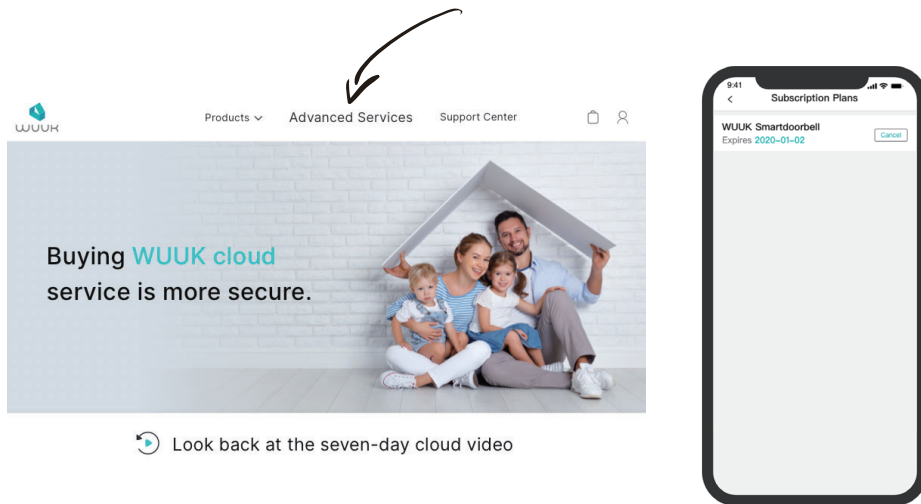 WUUK
Products
Advanced Services
Support Center
Buying WUUK cloud
service is more secure.
Look back at the seven-day cloud video
9:41
Subscription Plans
WUUK Smartdoorbell
Expires 2020-01-02
Cancel